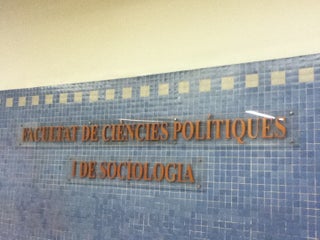 FACULTAT DE CIÈNCIES POLÍTIQUES
I DE SOCIOLOGIA